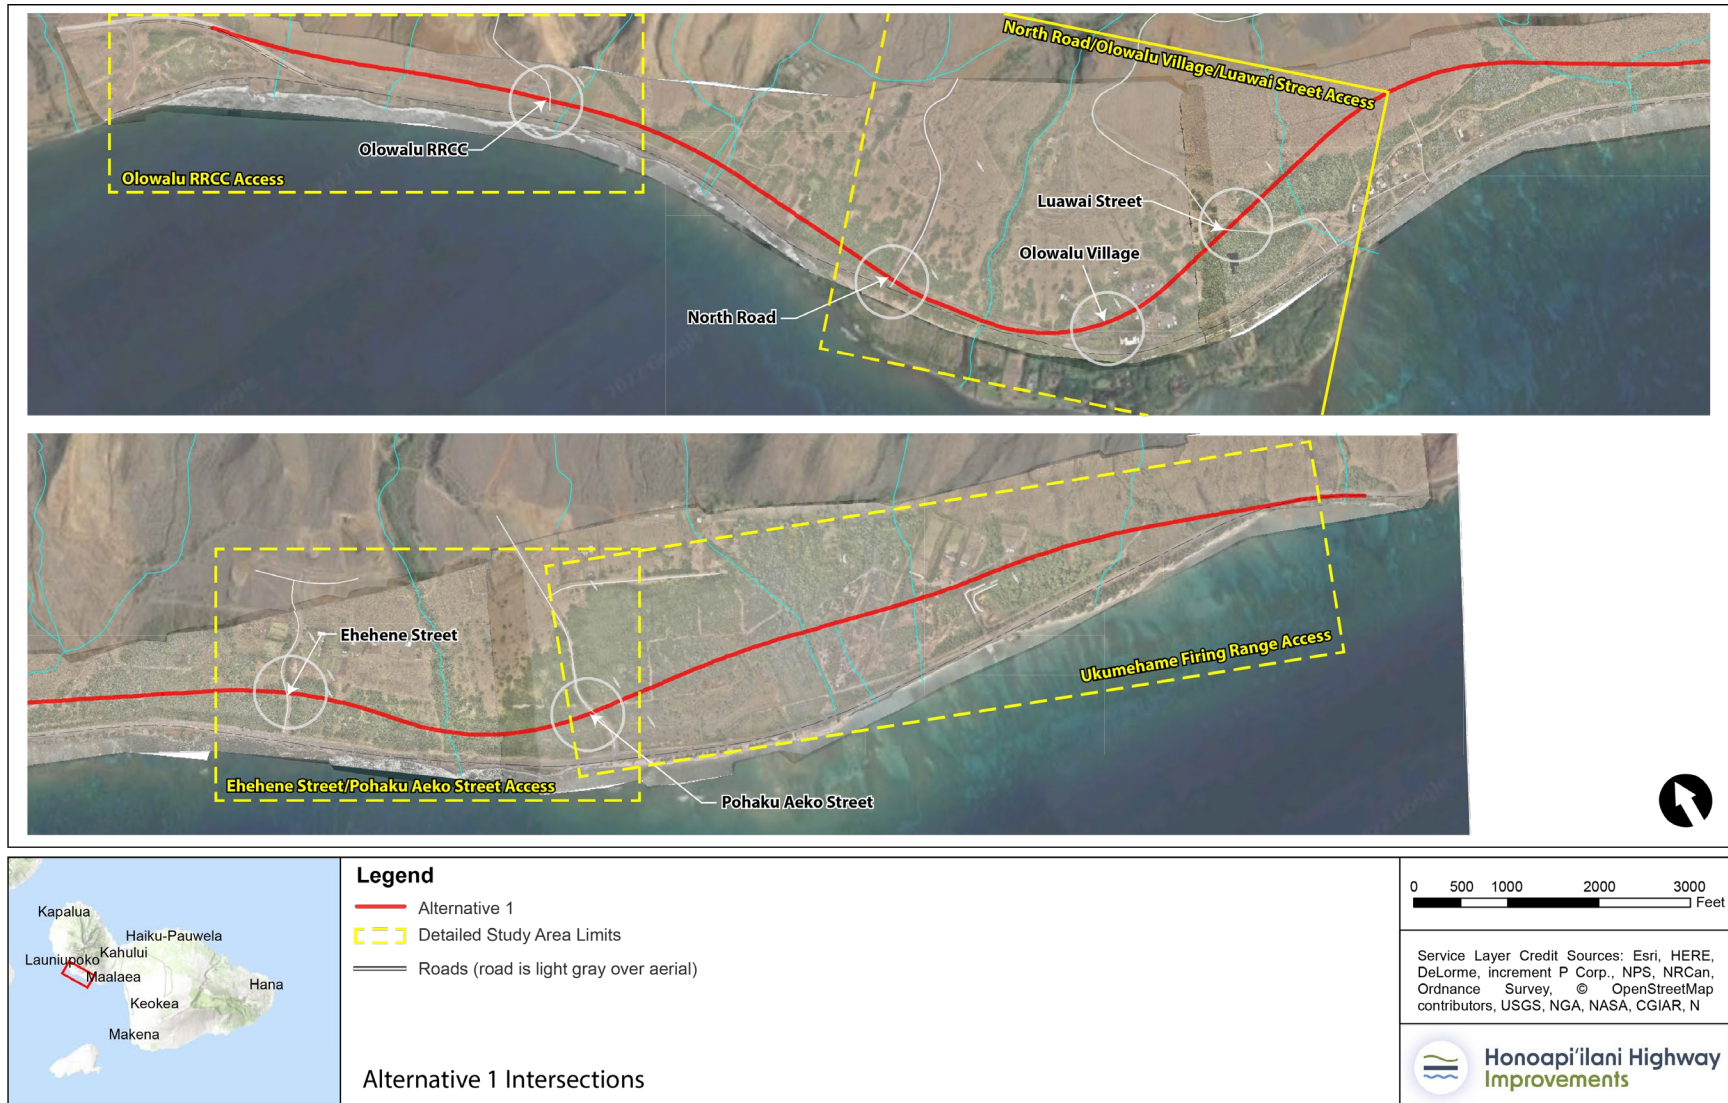 North Road/Olowalu Village/Luawai Street Access
Olowalu RRCC
Olowalu RRCC Access
Luawai Street
Olowalu Village
North Road
Ehehene Street
Ukumehame Firing Range Access
Ehehene Street/Pohaku Aeko Street Access
Pohaku Aeko Street
Kapalua
Haiku-Pauwela
Kahului
Launiupoko
Maalaea
Hana
Keokea
Makena
Legend
Alternative 1
Detailed Study Area Limits
Roads (road is light gray over aerial)
Alternative 1 Intersections
0 500 1000 2000 3000
Feet
Service Layer Credit Sources: Esri, HERE,
DeLorme, increment P Corp., NPS, NRCan,
Ordnance Survey, © OpenStreetMap
contributors, USGS, NGA, NASA, CGIAR, N
Honoapiʻilani Highway
Improvements